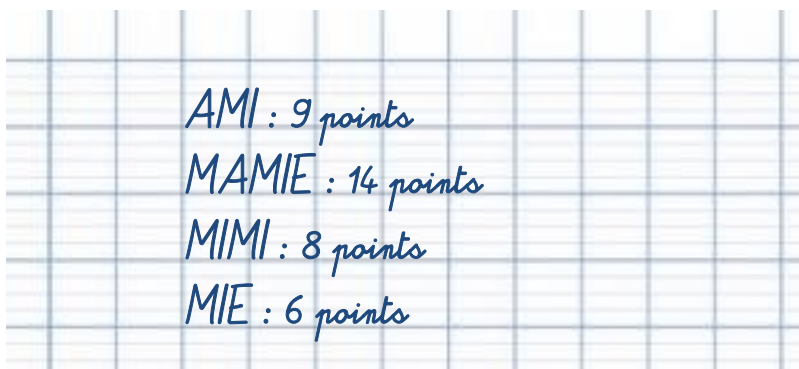 AMI : 9 points
MAMIE : 14 points
MIMI : 8 points
MIE : 6 points